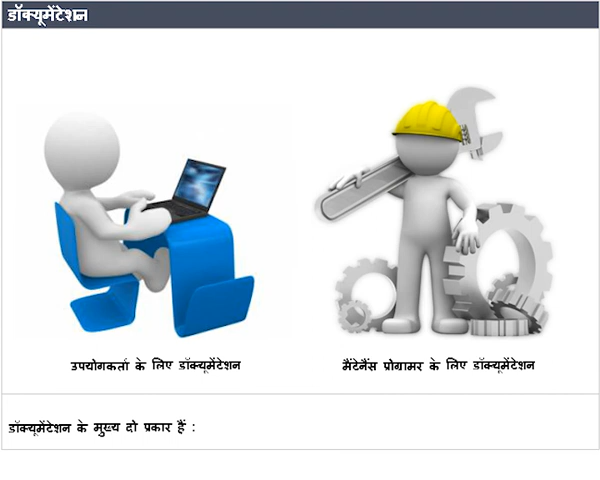 डॉक्यूमेंटेशन
उपयोगकर्ता के लिए डॉक्यूमेंटेशन
मैंटेनैंस प्रोग्रामर के लिए डॉक्यूमेंटेशन
डॉक्यूमेंटेशन के मुख्य दो प्रकार हैं :